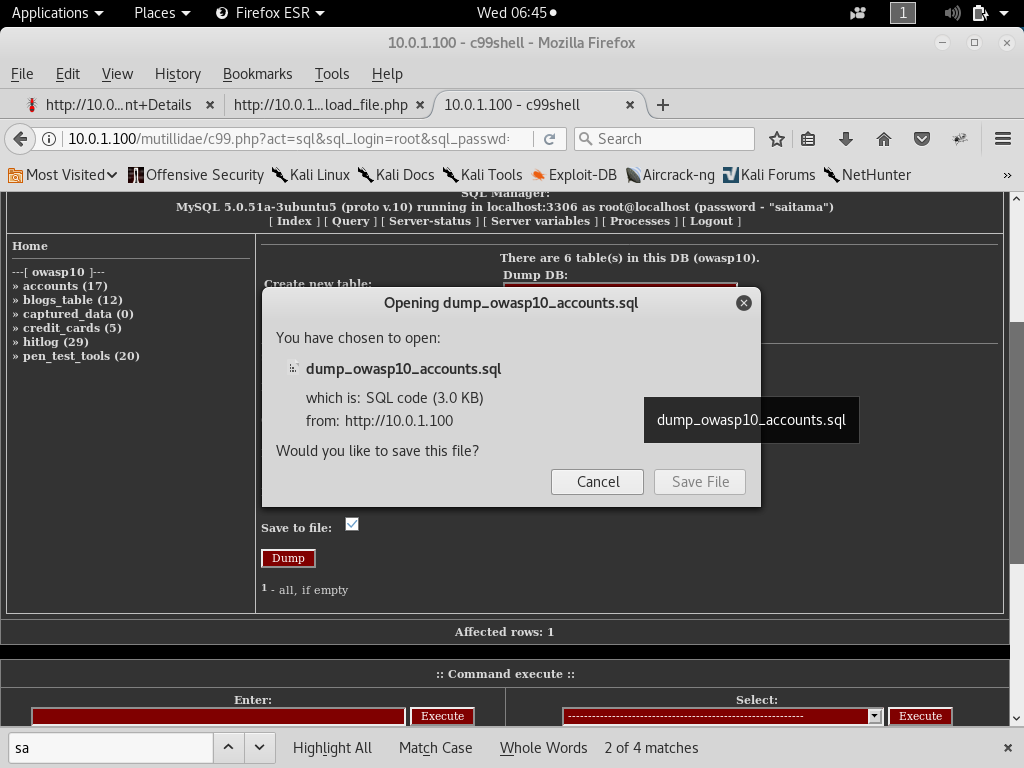 Applications Places Firefox ESR Wed 06:45 1
10.0.1.100 - c99shell - Mozilla Firefox
File Edit View History Bookmarks Tools Help
http://10.0...nt+Details http://10.0.1...load_file.php 10.0.1.100 - c99shell
10.0.1.100/mutillidae/c99.php?act=sql&sql_login=root&sql_passwd= Search
Most Visited Offensive Security Kali Linux Kali Docs Kali Tools Exploit-DB Aircrack-ng Kali Forums NetHunter »
SQL Manager:
MySQL 5.0.51a-3ubuntu5 (proto v.10) running in localhost:3306 as root@localhost (password - "saitama")
[ Index ] [ Query ] [ Server-status ] [ Server variables ] [ Processes ] [ Logout ]
Home
---[ owasp10 ]---
» accounts (17)
» blogs_table (12)
» captured_data (0)
» credit_cards (5)
» hitlog (29)
» pen_test_tools (20)
There are 6 table(s) in this DB (owasp10).
Dump DB:
Create new table:
Opening dump_owasp10_accounts.sql
You have chosen to open:
dump_owasp10_accounts.sql
which is: SQL code (3.0 KB)
from: http://10.0.1.100
Would you like to save this file?
Cancel Save File
dump_owasp10_accounts.sql
Save to file:
Dump
1 - all, if empty
Affected rows: 1
:: Command execute ::
Enter:
Execute
Select:
------------------------------------------------------------
Execute
sa Highlight All Match Case Whole Words 2 of 4 matches